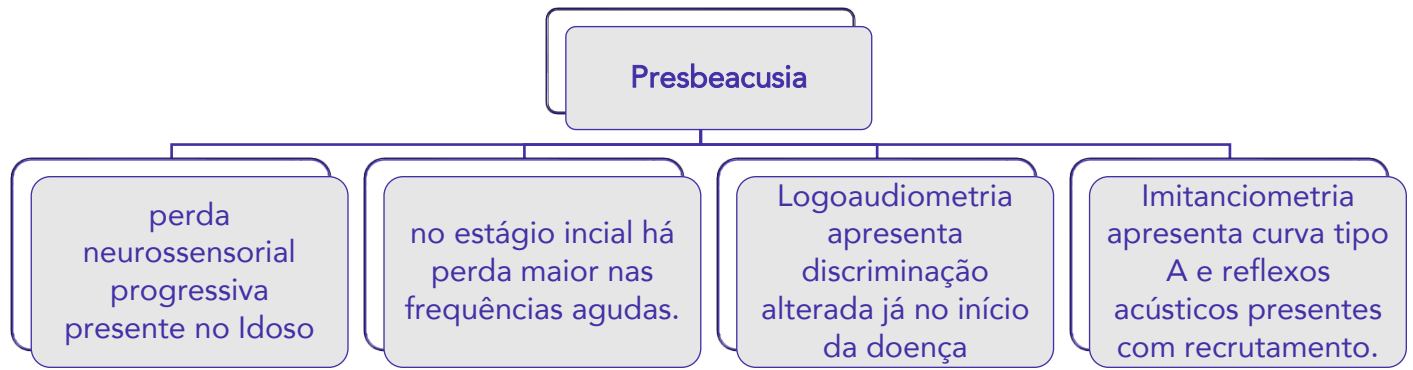 Presbeacusia
perda
neurossensorial
progressiva
presente no Idoso
no estágio incial há
perda maior nas
frequências agudas.
Logoaudiometria
apresenta
discriminação
alterada já no início
da doença
Imitanciometria
apresenta curva tipo
A e reflexos
acústicos presentes
com recrutamento.